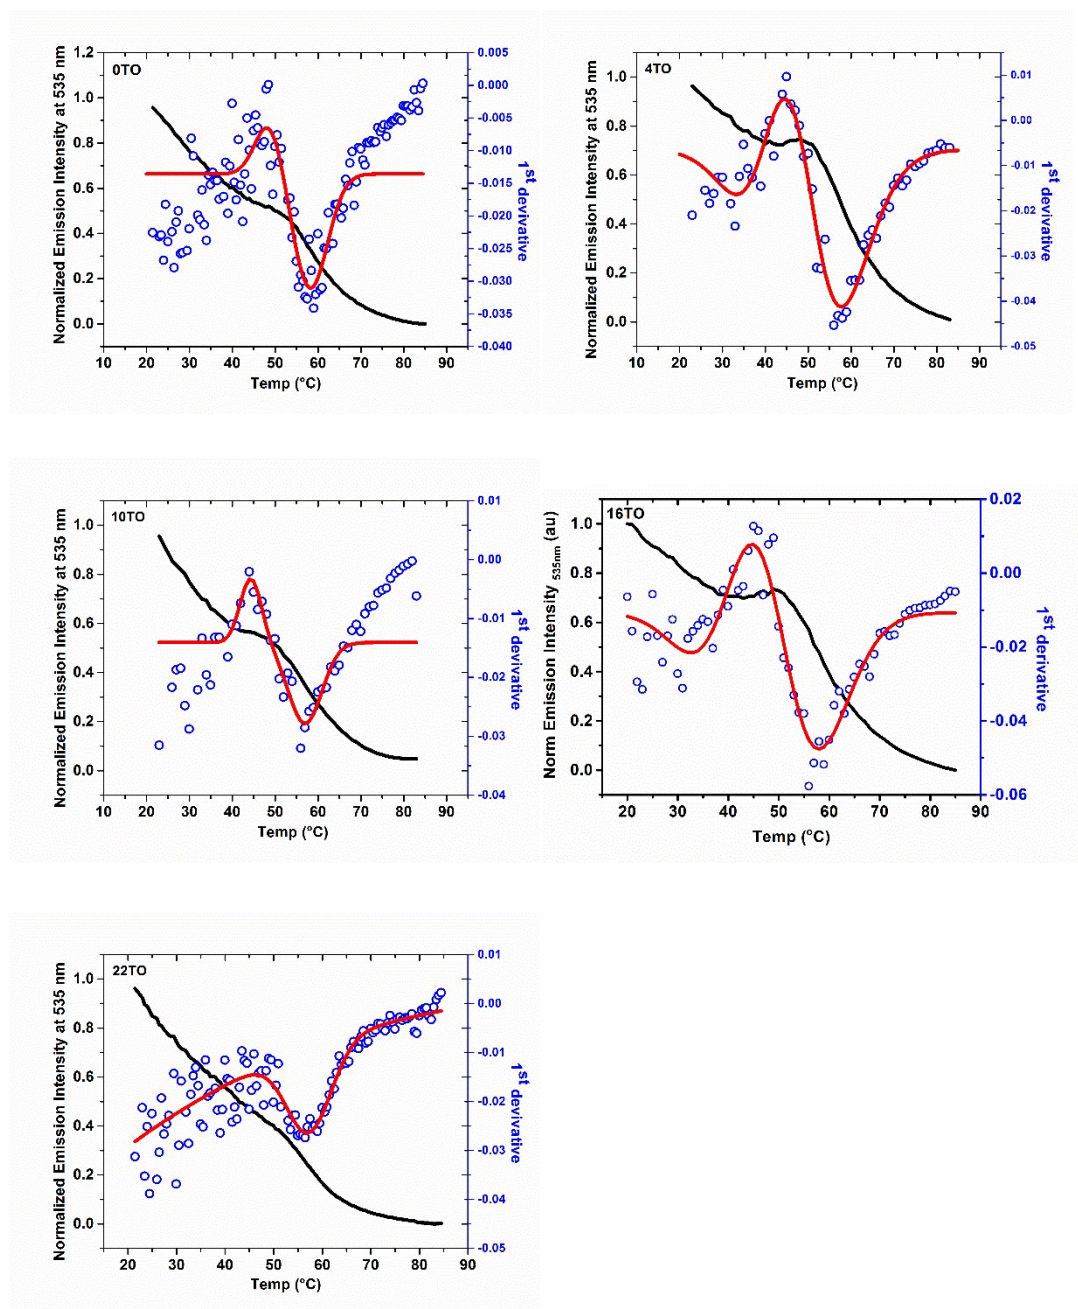 0TO
Normalized Emission Intensity at 535 nm
1.2
1.0
0.8
0.6
0.4
0.2
0.0
10 20 30 40 50 60 70 80 90
Temp (°C)
0.005
0.000
-0.005
-0.010
-0.015
-0.020
-0.025
-0.030
-0.035
-0.040
1st devivative
4TO
Normalized Emission Intensity at 535 nm
1.0
0.8
0.6
0.4
0.2
0.0
10 20 30 40 50 60 70 80 90
Temp (°C)
0.01
0.00
-0.01
-0.02
-0.03
-0.04
-0.05
1st derivative
10TO
Normalized Emission Intensity at 535 nm
1.0
0.8
0.6
0.4
0.2
0.0
10 20 30 40 50 60 70 80 90
Temp (°C)
0.01
0.00
-0.01
-0.02
-0.03
-0.04
1st devivative
16TO
Norm Emission Intensity 535nm (au)
1.0
0.8
0.6
0.4
0.2
0.0
20 30 40 50 60 70 80 90
Temp (°C)
0.02
0.00
-0.02
-0.04
-0.06
1st derivative
22TO
Normalized Emission Intensity at 535 nm
1.0
0.8
0.6
0.4
0.2
0.0
20 30 40 50 60 70 80 90
Temp (°C)
0.01
0.00
-0.01
-0.02
-0.03
-0.04
-0.05
1st devivative